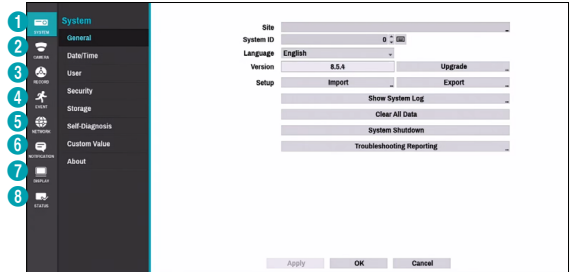 1
SYSTEM
2
CAMERA
3
RECORD
4
EVENT
5
NETWORK
6
NOTIFICATION
7
DISPLAY
8
STATUS
System
General
Date/Time
User
Security
Storage
Self-Diagnosis
Custom Value
About
Site
System ID 0
Language English
Version 8.5.4 Upgrade
Setup Import Export
Show System Log
Clear All Data
System Shutdown
Troubleshooting Reporting
Apply OK Cancel